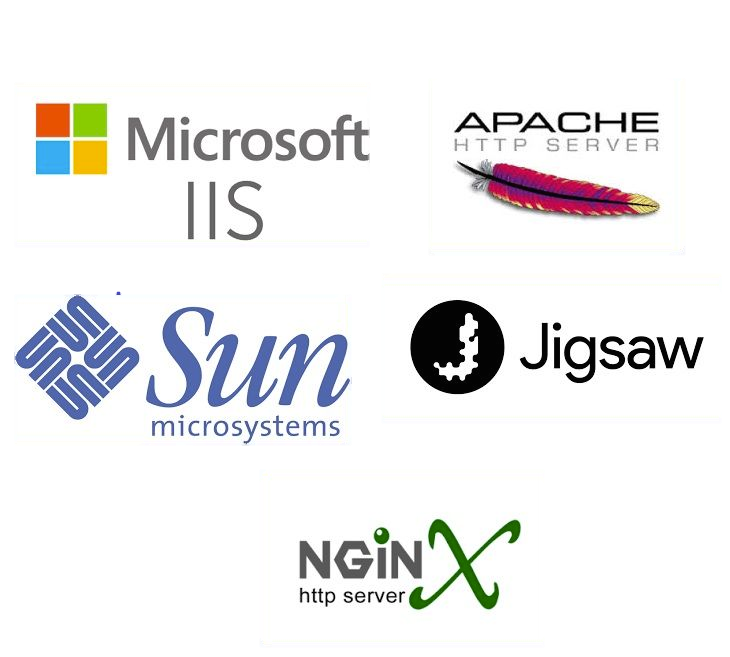 Microsoft
IIS
APACHE
HTTP SERVER
Sun
microsystems
Jigsaw
NGiNX
http server